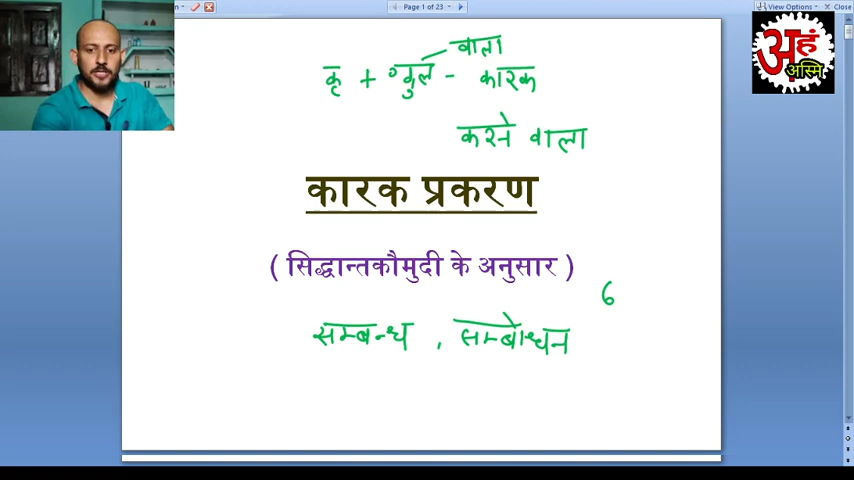 Page 1 of 23
View Options
Close
वाला
कृ + ण्वुल - कारक
करने वाला
कारक प्रकरण
( सिद्धान्तकौमुदी के अनुसार )
6
सम्बन्ध , सम्बोधन
अहं
अस्मि